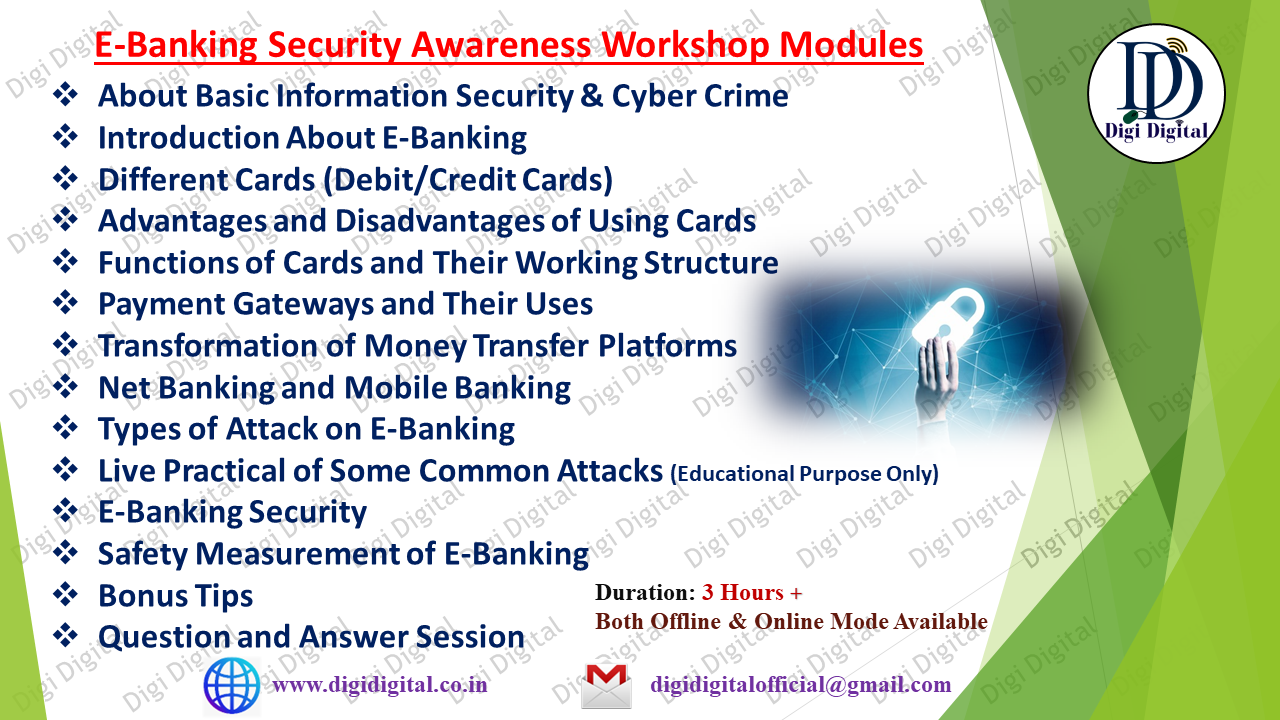 E-Banking Security Awareness Workshop Modules
❖ About Basic Information Security & Cyber Crime
❖ Introduction About E-Banking
❖ Different Cards (Debit/Credit Cards)
❖ Advantages and Disadvantages of Using Cards
❖ Functions of Cards and Their Working Structure
❖ Payment Gateways and Their Uses
❖ Transformation of Money Transfer Platforms
❖ Net Banking and Mobile Banking
❖ Types of Attack on E-Banking
❖ Live Practical of Some Common Attacks (Educational Purpose Only)
❖ E-Banking Security
❖ Safety Measurement of E-Banking
❖ Bonus Tips
❖ Question and Answer Session
Duration: 3 Hours +
Both Offline & Online Mode Available
www.digidigital.co.in
digidigitalofficial@gmail.com
DD
Digi Digital
Digi Digital